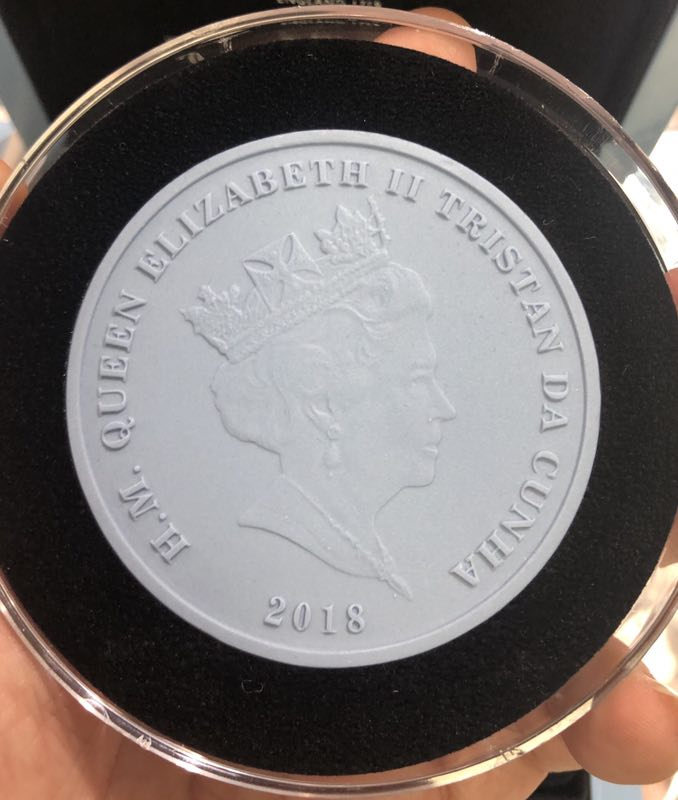 H.M. QUEEN ELIZABETH II TRISTAN DA CUNHA
2018